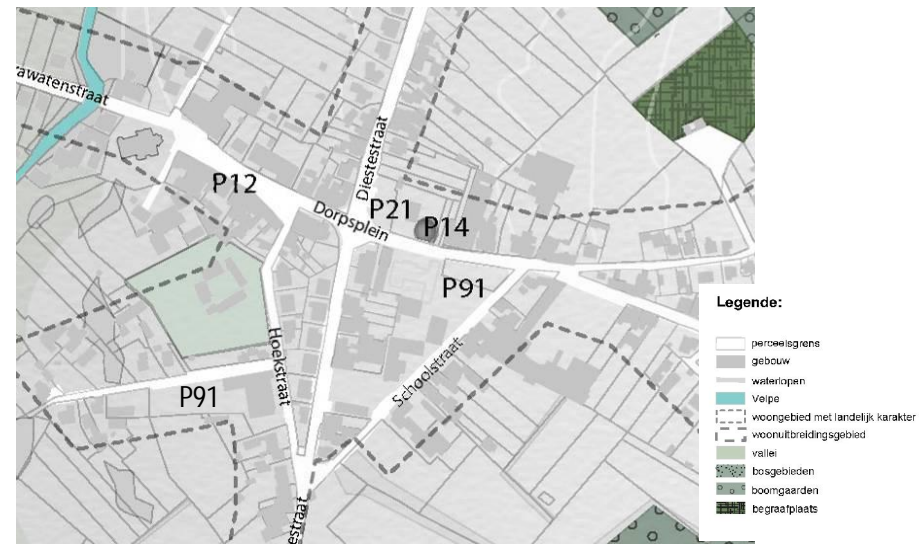 rawatenstraat
Diestestraat
P12
Dorpsplein
P21
P14
P91
Hoekstraat
Schoolstraat
P91
estraat
Legende:
perceelsgrens
gebouw
waterlopen
Velpe
woongebied met landelijk karakter
woonuitbreidingsgebied
vallei
bosgebieden
boomgaarden
begraafplaats